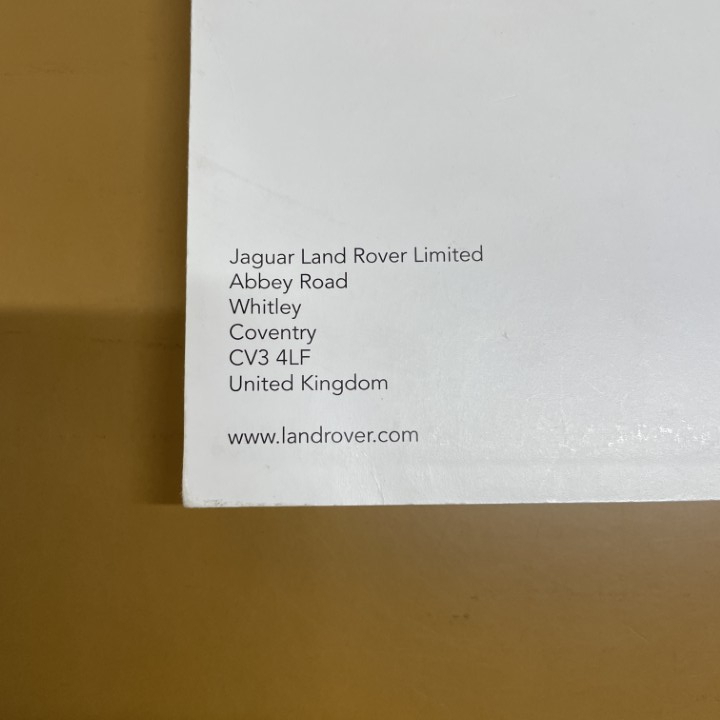 Jaguar Land Rover Limited
Abbey Road
Whitley
Coventry
CV3 4LF
United Kingdom
www.landrover.com